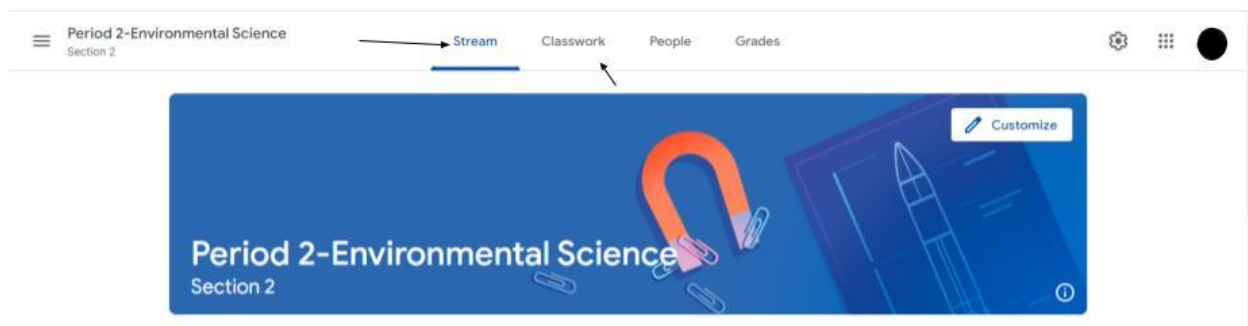 Period 2-Environmental Science
Section 2
Stream Classwork People Grades
Customize
Period 2-Environmental Science
Section 2